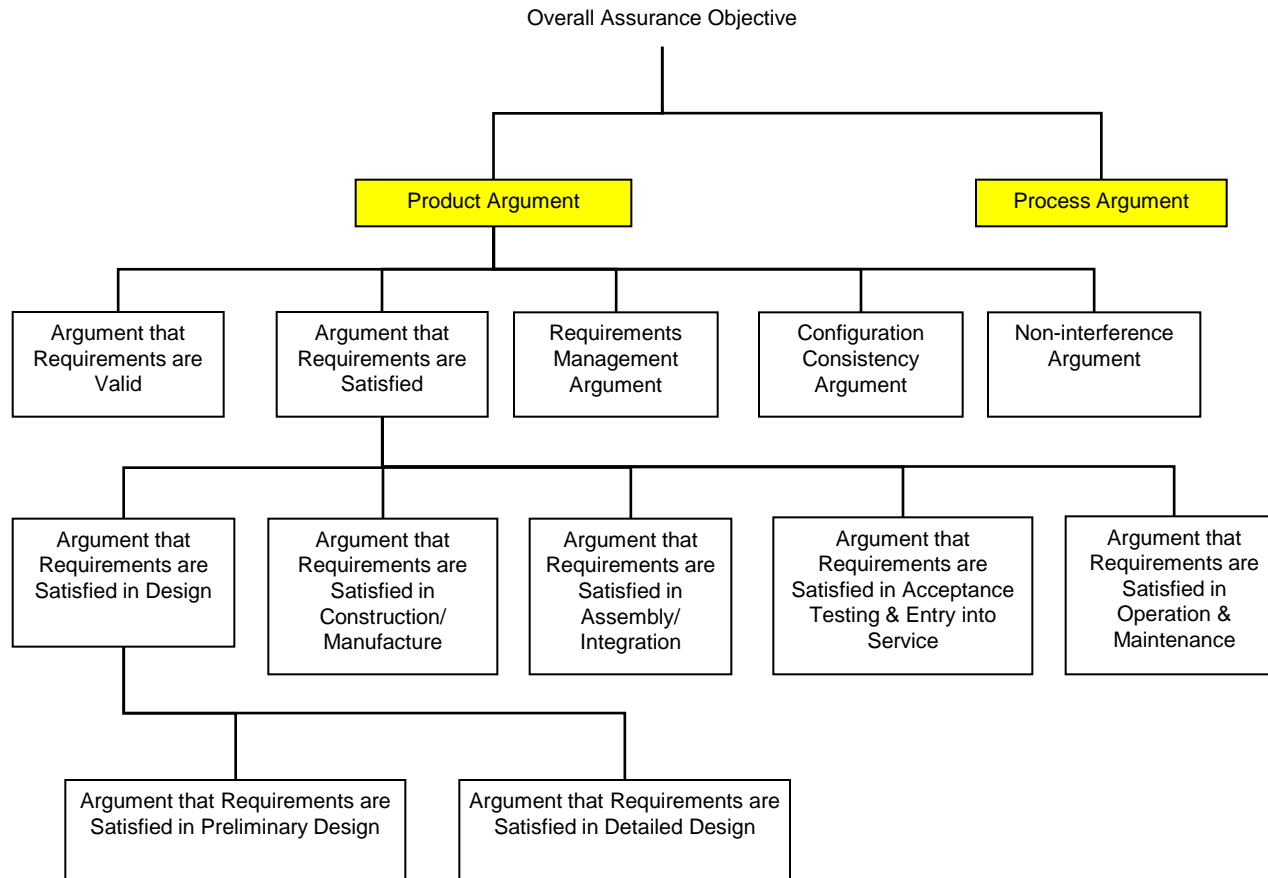 Overall Assurance Objective
Product Argument
Process Argument
Argument that
Requirements are
Valid
Argument that
Requirements are
Satisfied
Requirements
Management
Argument
Configuration
Consistency
Argument
Non-interference
Argument
Argument that
Requirements are
Satisfied in Design
Argument that
Requirements are
Satisfied in
Construction/
Manufacture
Argument that
Requirements are
Satisfied in
Assembly/
Integration
Argument that
Requirements are
Satisfied in Acceptance
Testing & Entry into
Service
Argument that
Requirements are
Satisfied in
Operation &
Maintenance
Argument that Requirements are
Satisfied in Preliminary Design
Argument that Requirements are
Satisfied in Detailed Design